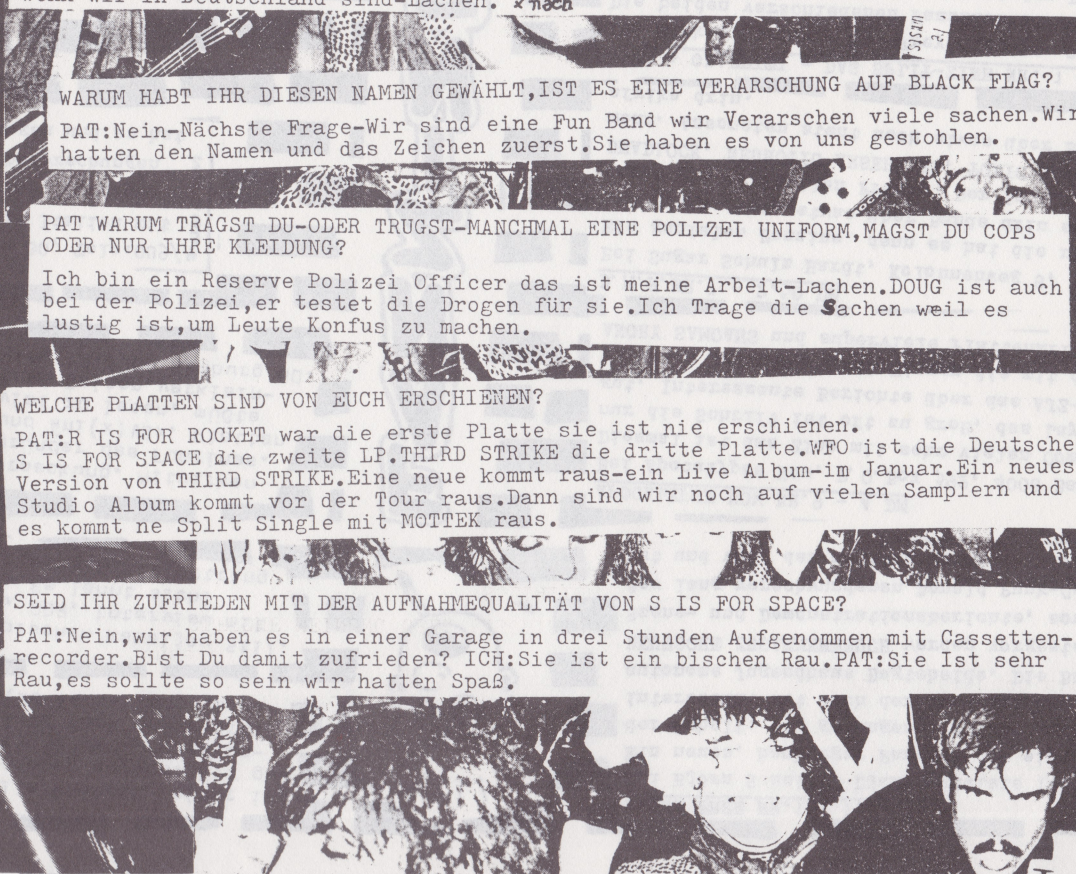 wenn wir in Deutschland sind-Lachen. x nach
WARUM HABT IHR DIESEN NAMEN GEWÄHLT,IST ES EINE VERARSCHUNG AUF BLACK FLAG?
PAT:Nein-Nächste Frage-Wir sind eine Fun Band wir Verarschen viele sachen.Wir
hatten den Namen und das Zeichen zuerst!Sie haben es von uns gestohlen.
PAT WARUM TRÄGST DU-ODER TRUGST-MANCHMAL EINE POLIZEI UNIFORM,MAGST DU COPS
ODER NUR IHRE KLEIDUNG?
Ich bin ein Reserve Polizei Officer das ist meine Arbeit-Lachen.DOUG ist auch
bei der Polizei,er testet die Drogen für sie.Ich Trage die Sachen weil es
lustig ist,um Leute Konfus zu machen.
WELCHE PLATTEN SIND VON EUCH ERSCHIENEN?
PAT:R IS FOR ROCKET war die erste Platte sie ist nie erschienen.
S IS FOR SPACE die zweite LP.THIRD STRIKE die dritte Platte.WFO ist die Deutsche
Version von THIRD STRIKE.Eine neue kommt raus-ein Live Album-im Januar.Ein neues
Studio Album kommt vor der Tour raus.Dann sind wir noch auf vielen Samplern und
es kommt ne Split Single mit MOTTEK raus.
SEID IHR ZUFRIEDEN MIT DER AUFNAHMEQUALITÄT VON S IS FOR SPACE?
PAT:Nein,wir haben es in einer Garage in drei Stunden Aufgenommen mit Cassetten-
recorder.Bist Du damit zufrieden? ICH:Sie ist ein bischen Rau.PAT:Sie Ist sehr
Rau,es sollte so sein wir hatten Spaß.